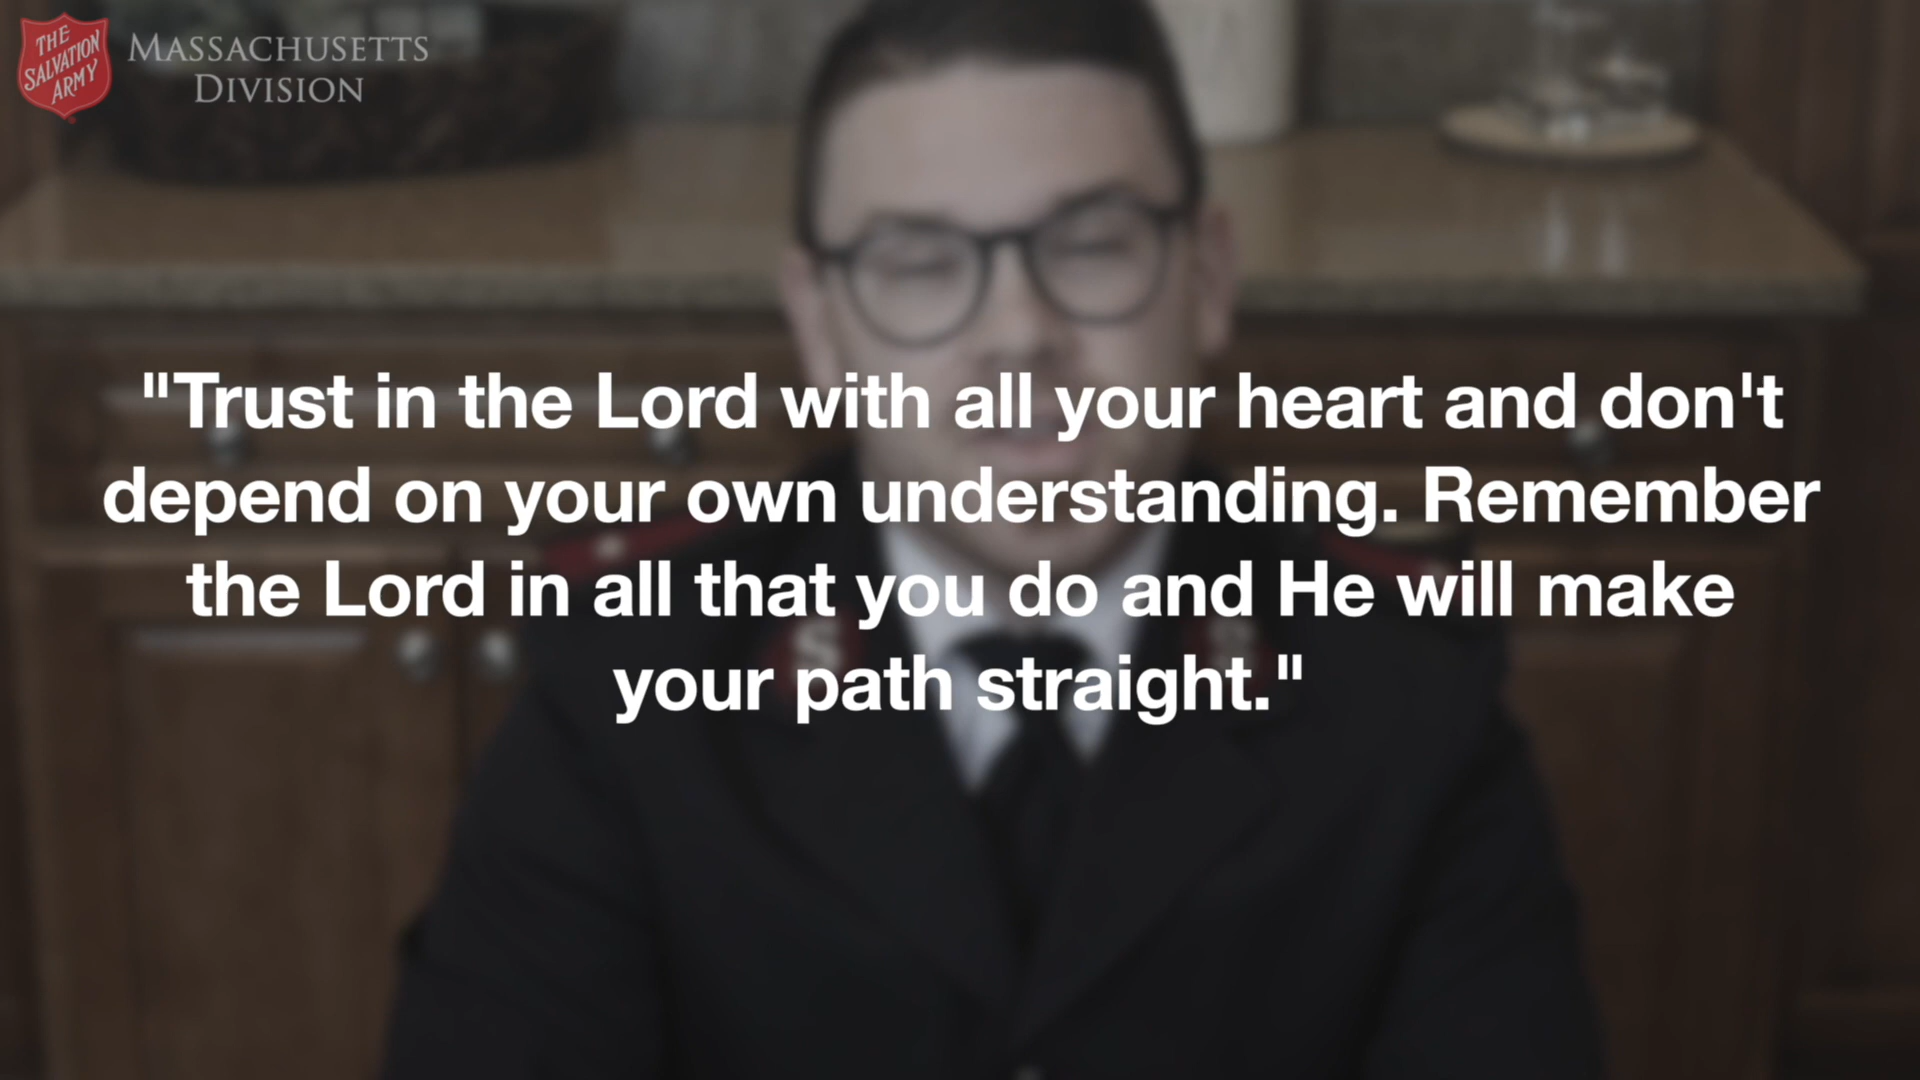 THE
SALVATION
ARMY
MASSACHUSETTS
DIVISION
"Trust in the Lord with all your heart and don't
depend on your own understanding. Remember
the Lord in all that you do and He will make
your path straight."
S
S